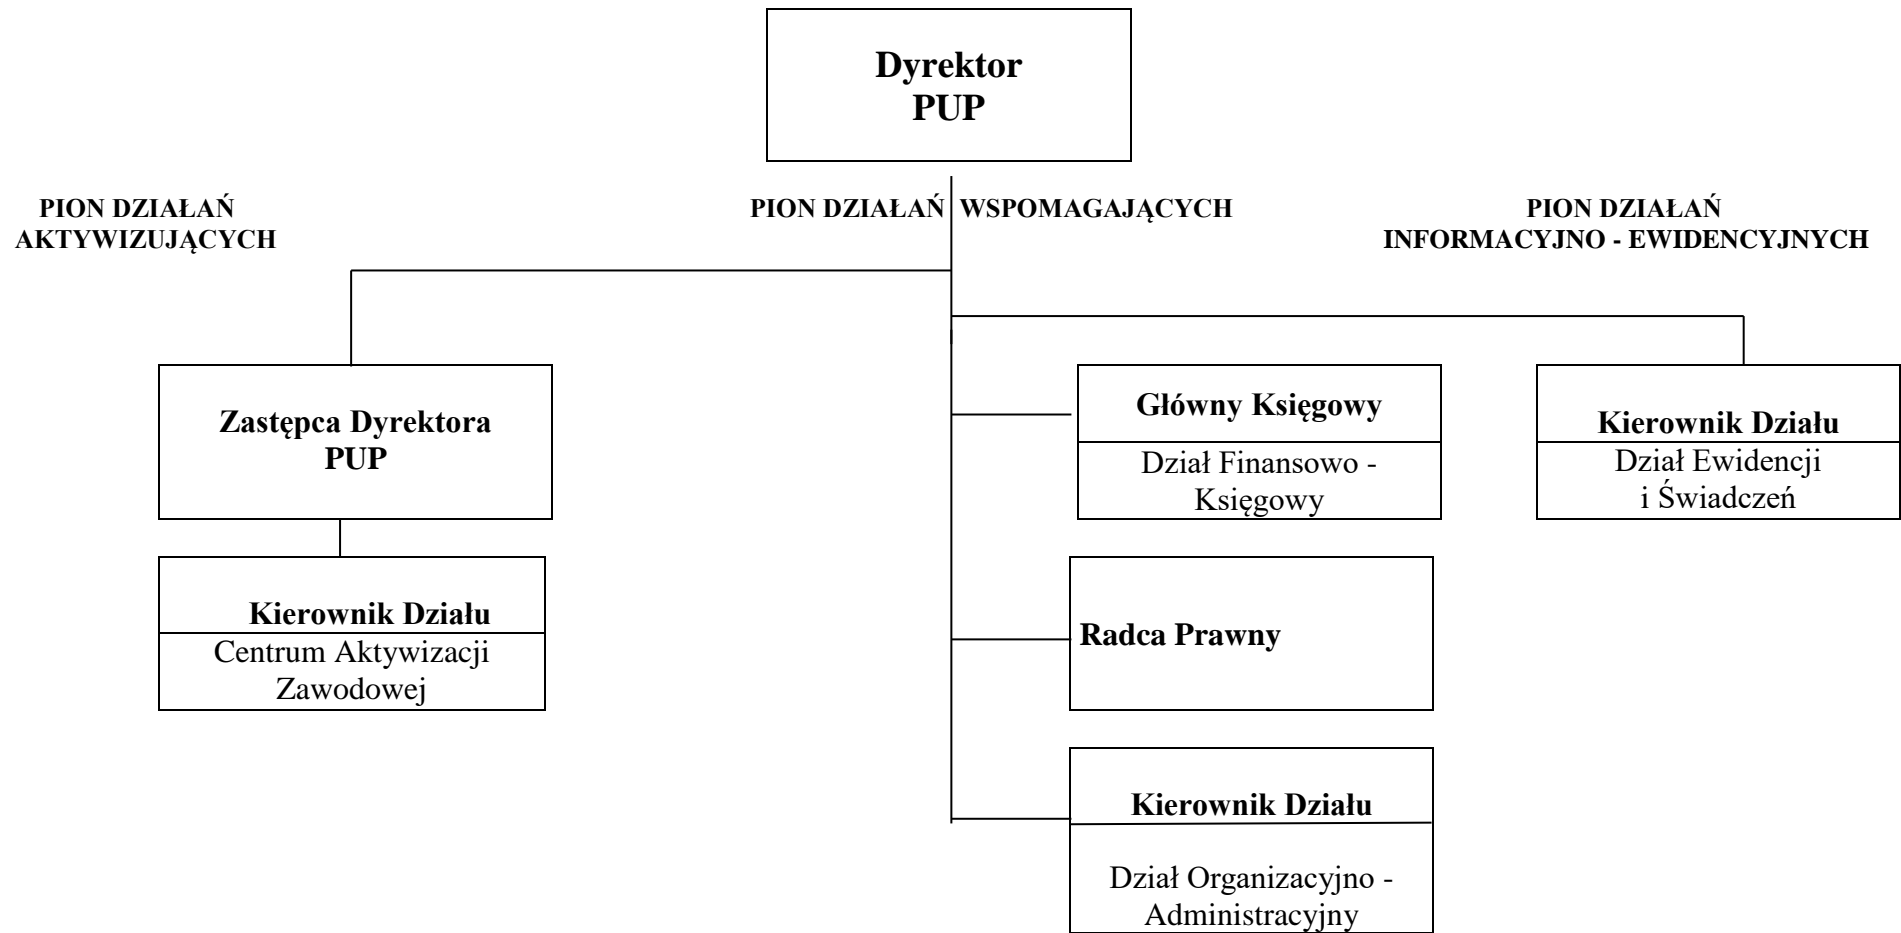 Dyrektor
PUP
PION DZIAŁAŃ
AKTYWIZUJĄCYCH
PION DZIAŁAŃ WSPOMAGAJĄCYCH
PION DZIAŁAŃ
INFORMACYJNO - EWIDENCYJNYCH
Zastępca Dyrektora
PUP
Główny Księgowy
Dział Finansowo -
Księgowy
Kierownik Działu
Dział Ewidencji
i Świadczeń
Kierownik Działu
Centrum Aktywizacji
Zawodowej
Radca Prawny
Kierownik Działu
Dział Organizacyjno -
Administracyjny